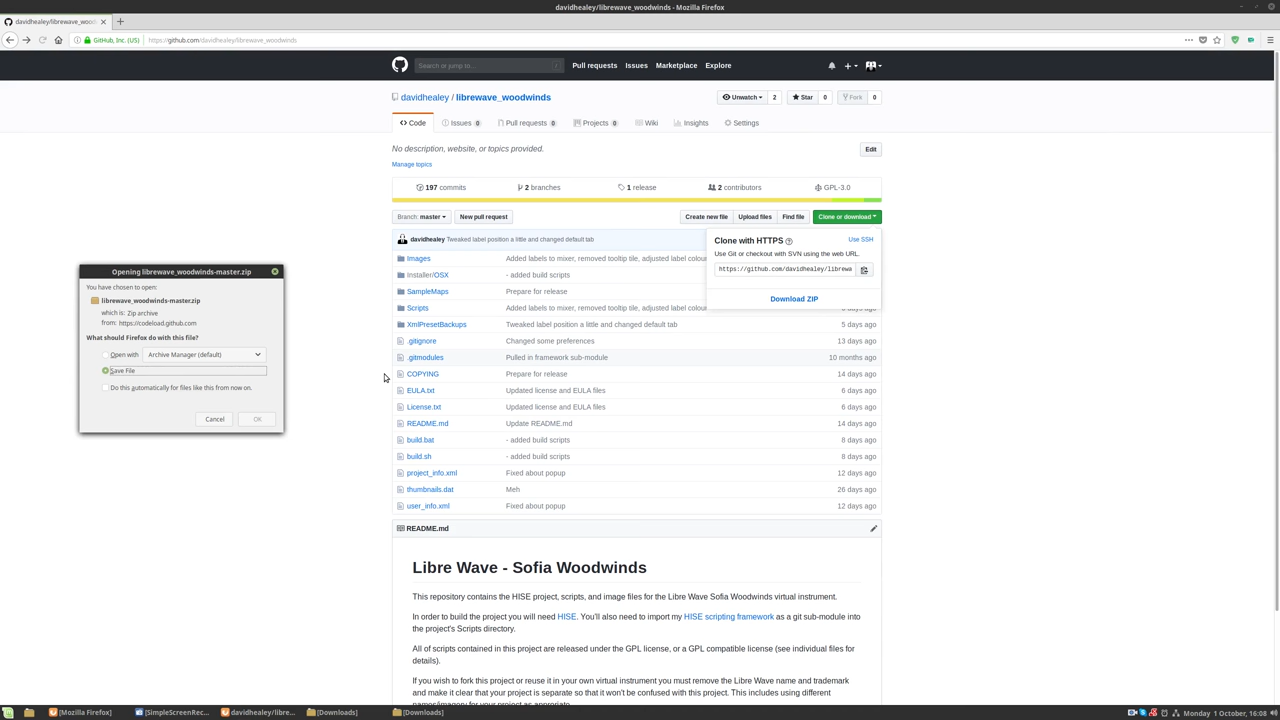 davidhealey/librewave_woodwinds - Mozilla Firefox
davidhealey/librewave_wood
GitHub, Inc. (US)
https://github.com/davidhealey/librewave_woodwinds
Search or jump to...
/
Pull requests
Issues
Marketplace
Explore
davidhealey / librewave_woodwinds
Unwatch
2
Star
0
Fork
0
Code
Issues 0
Pull requests 0
Projects 0
Wiki
Insights
Settings
No description, website, or topics provided.
Edit
Manage topics
197 commits
2 branches
1 release
2 contributors
GPL-3.0
Branch: master
New pull request
Create new file
Upload files
Find file
Clone or download
Clone with HTTPS
Use SSH
Use Git or checkout with SVN using the web URL.
https://github.com/davidhealey/librewa
Download ZIP
davidhealey Tweaked label position a little and changed default tab
Images Added labels to mixer, removed tooltip tile, adjusted label colour
Installer/OSX - added build scripts
SampleMaps Prepare for release
Scripts Added labels to mixer, removed tooltip tile, adjusted label colour
XmlPresetBackups Tweaked label position a little and changed default tab 5 days ago
.gitignore Changed some preferences 13 days ago
.gitmodules Pulled in framework sub-module 10 months ago
COPYING Prepare for release 14 days ago
EULA.txt Updated license and EULA files 6 days ago
License.txt Updated license and EULA files 6 days ago
README.md Update README.md 14 days ago
build.bat - added build scripts 8 days ago
build.sh - added build scripts 8 days ago
project_info.xml Fixed about popup 12 days ago
thumbnails.dat Meh 26 days ago
user_info.xml Fixed about popup 12 days ago
README.md
Libre Wave - Sofia Woodwinds
This repository contains the HISE project, scripts, and image files for the Libre Wave Sofia Woodwinds virtual instrument.
In order to build the project you will need HISE. You'll also need to import my HISE scripting framework as a git sub-module into
the project's Scripts directory.
All of scripts contained in this project are released under the GPL license, or a GPL compatible license (see individual files for
details).
If you wish to fork this project or reuse it in your own virtual instrument you must remove the Libre Wave name and trademark
and make it clear that your project is separate so that it won't be confused with this project. This includes using different
names/imagery for your project as appropriate.
Opening librewave_woodwinds-master.zip
You have chosen to open:
librewave_woodwinds-master.zip
which is: Zip archive
from: https://codeload.github.com
What should Firefox do with this file?
Open with
Archive Manager (default)
Save File
Do this automatically for files like this from now on.
Cancel
OK
[Mozilla Firefox]
[SimpleScreenRec...
davidhealey/libre...
[Downloads]
[Downloads]
Monday 1 October, 16:08